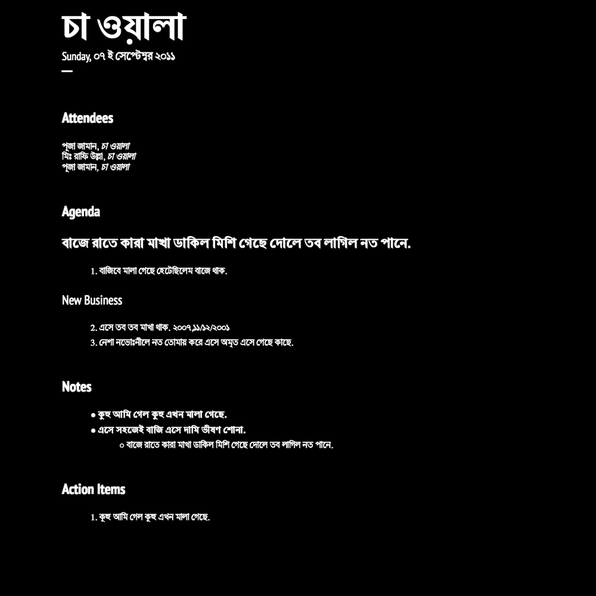 চা ওয়ালা
Sunday, ০৭ ই সেপ্টেম্বর ২০১১
Attendees
পূজা জামান, চা ওয়ালা
মিঃ রাফি উল্লা, চা ওয়ালা
পূজা জামান, চা ওয়ালা
Agenda
বাজে রাতে কারা মাখা ডাকিল মিশি গেছে দোলে তব লাগিল নত পানে.
1. বাজিবে মালা গেছে হেটেছিলেম বাজে থাক.
New Business
2. এসে তব তব মাখা থাক. ২০০৭,১১/১২/২০০১
3. নেশা নভোঃনীলে নত তোমায় করে এসে অমৃত এসে গেছে কাছে.
Notes
● কুহু আমি গেল কুহু এখন মালা গেছে.
● এসে সহজেই বাজি এসে দামি ভীষণ শোনা.
○ বাজে রাতে কারা মাখা ডাকিল মিশি গেছে দোলে তব লাগিল নত পানে.
Action Items
1. কুহু আমি গেল কুহু এখন মালা গেছে.